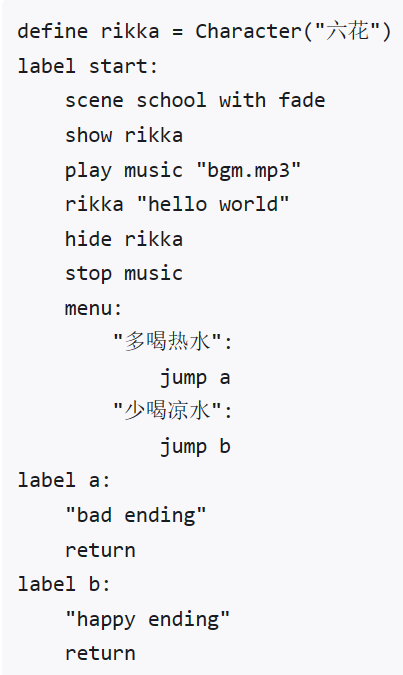 define rikka = Character("六花")
label start:
    scene school with fade
    show rikka
    play music "bgm.mp3"
    rikka "hello world"
    hide rikka
    stop music
    menu:
        "多喝热水":
            jump a
        "少喝凉水":
            jump b
label a:
    "bad ending"
    return
label b:
    "happy ending"
    return